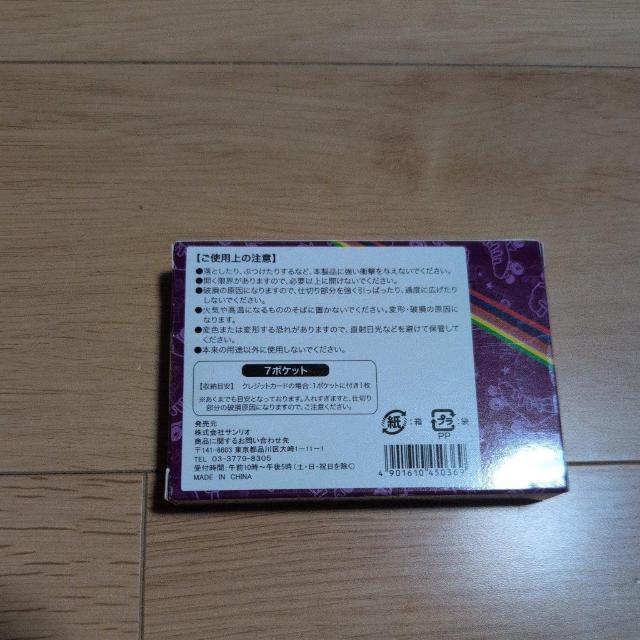 【ご使用上の注意】
●落としたり、ぶつけたりするなど、本製品に強い衝撃を与えないでください。
●開く限界がありますので、必要以上に開けないでください。
●破損の原因になりますので、仕切り部分を強く引っぱったり、過度に広げたり
しないでください。
●火気や高温になるもののそばに置かないでください。変形・破損の原因に
なります。
●変色または変形する恐れがありますので、直射日光などを避けて保管して
ください。
●本来の用途以外に使用しないでください。
7ポケット
【収納目安】 クレジットカードの場合:1ポケットに付き1枚
※あくまでも目安となっております。入れすぎますと、仕切り
部分の破損原因になりますので、ご注意ください。
発売元
株式会社サンリオ
商品に関するお問い合わせ先
〒141-8603 東京都品川区大崎1-11-1
TEL 03-3779-8305
受付時間:午前10時〜午後5時(土・日・祝日を除く)
MADE IN CHINA
紙 :箱
プラ :袋
PP
4 901610 450369